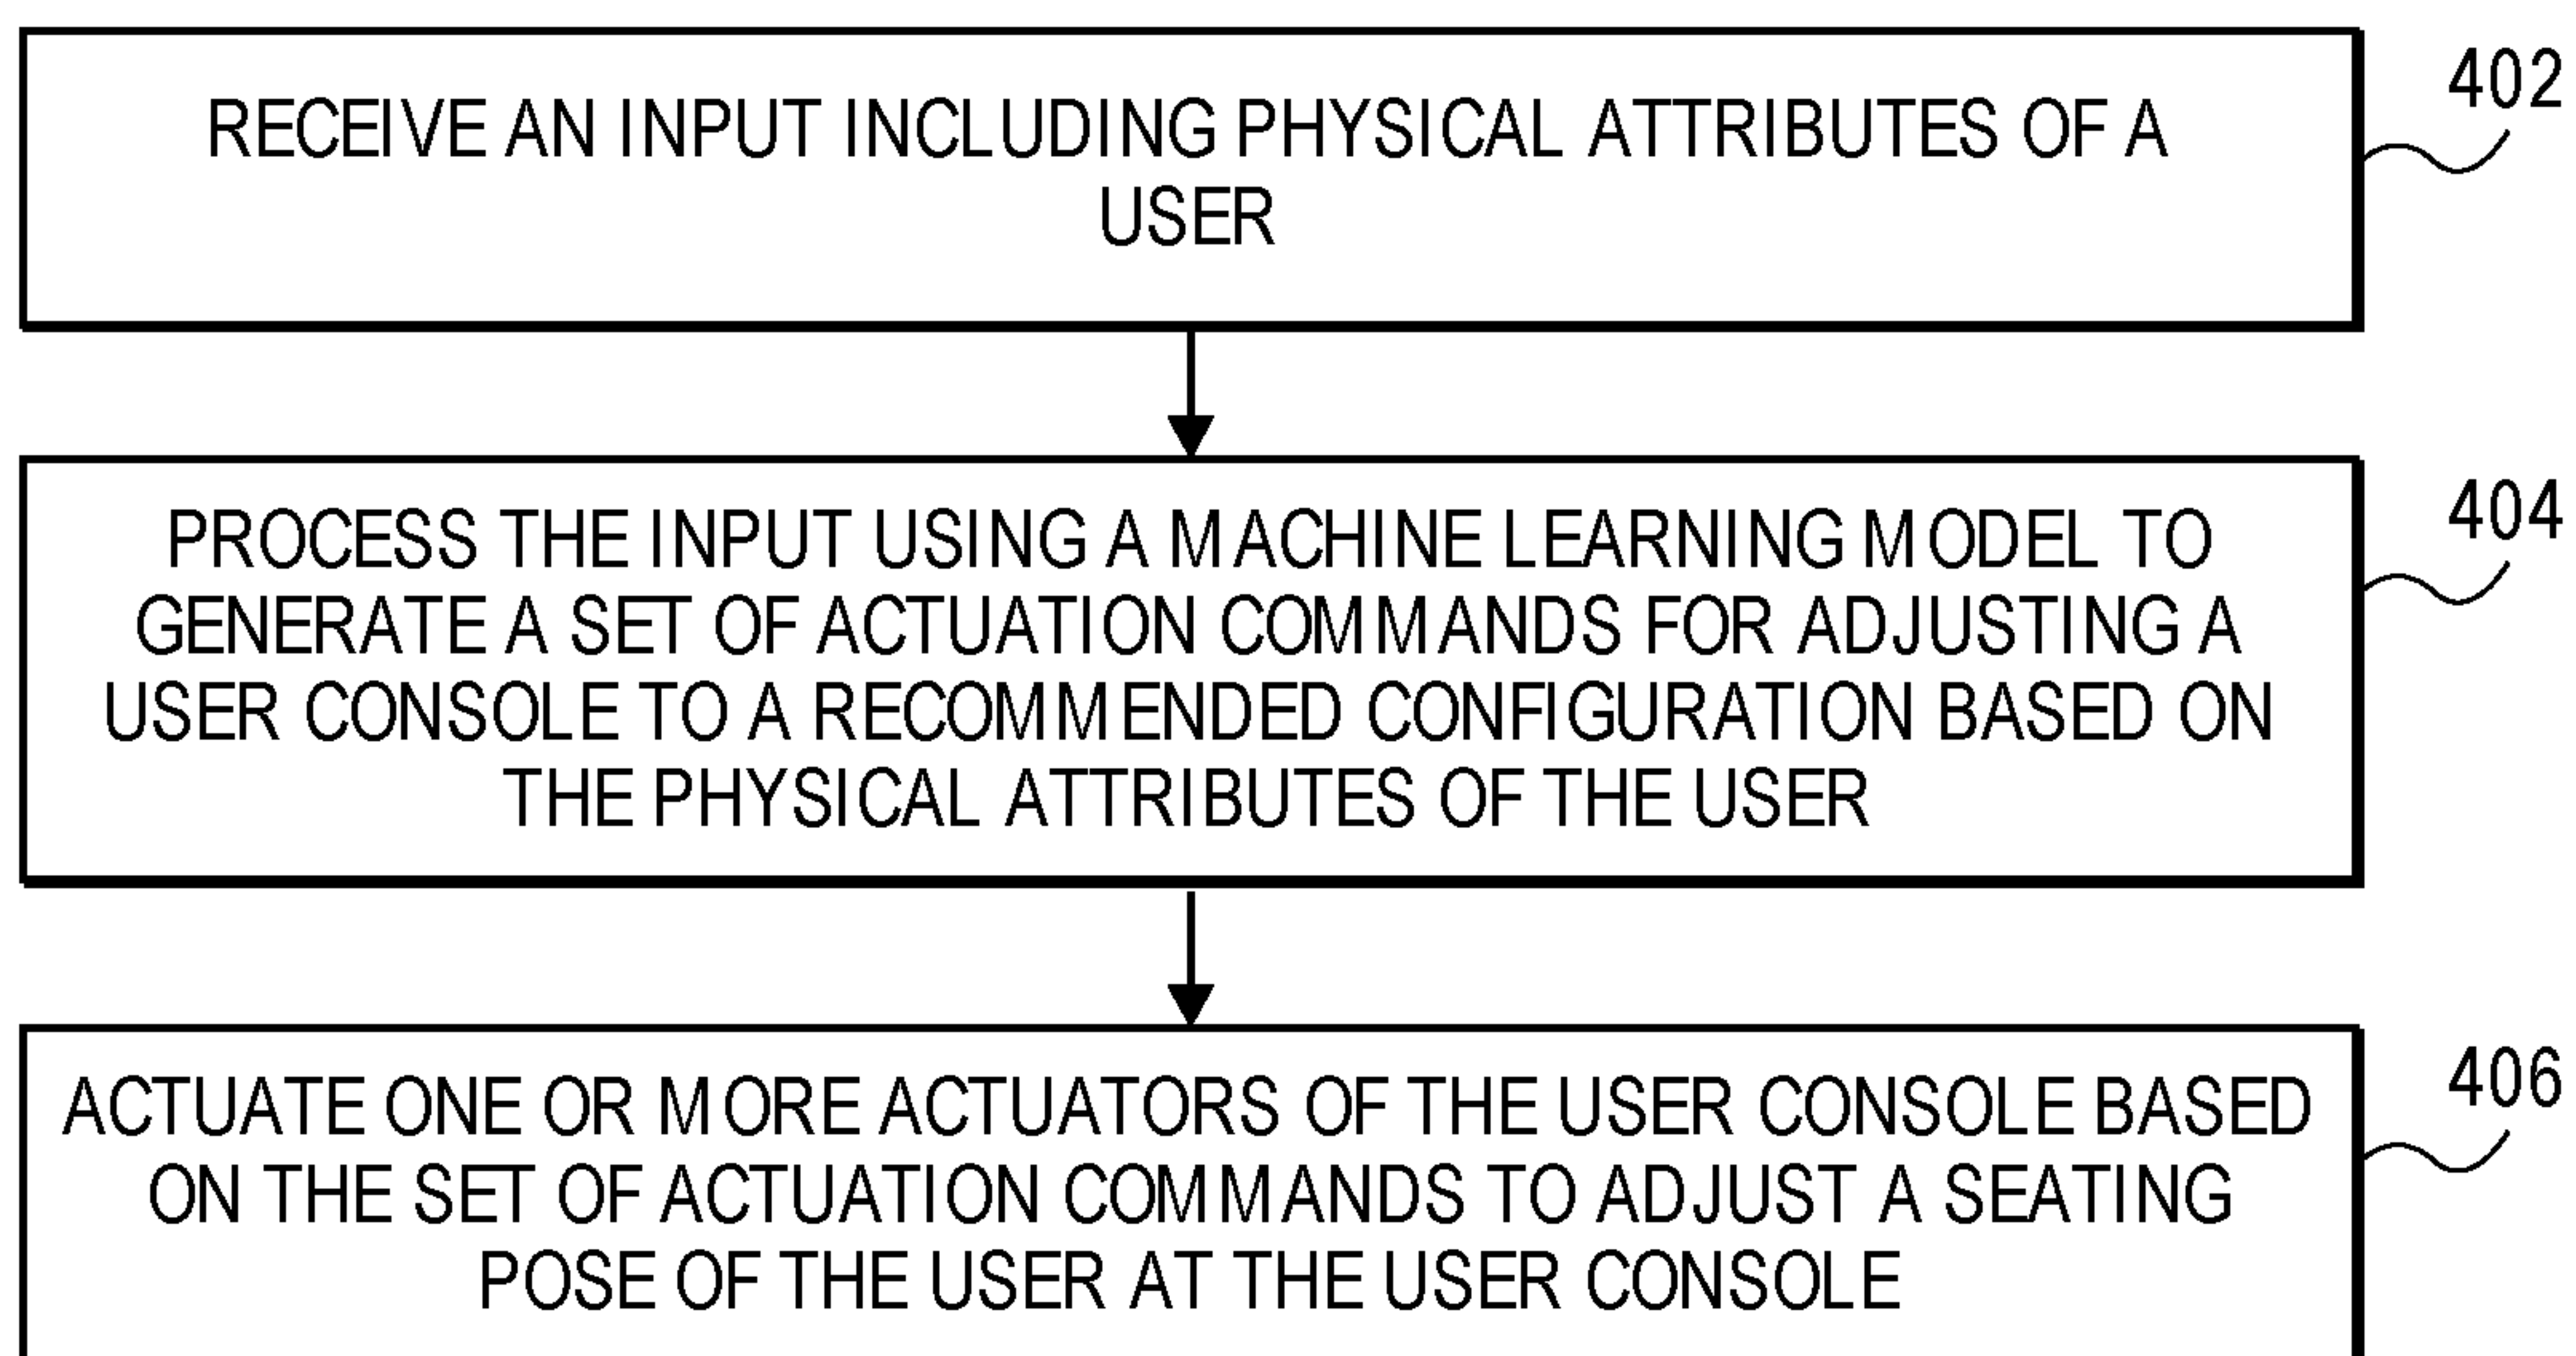 RECEIVE AN INPUT INCLUDING PHYSICAL ATTRIBUTES OF A
USER
402
PROCESS THE INPUT USING A MACHINE LEARNING MODEL TO
GENERATE A SET OF ACTUATION COMMANDS FOR ADJUSTING A
USER CONSOLE TO A RECOMMENDED CONFIGURATION BASED ON
THE PHYSICAL ATTRIBUTES OF THE USER
404
ACTUATE ONE OR MORE ACTUATORS OF THE USER CONSOLE BASED
ON THE SET OF ACTUATION COMMANDS TO ADJUST A SEATING
POSE OF THE USER AT THE USER CONSOLE
406